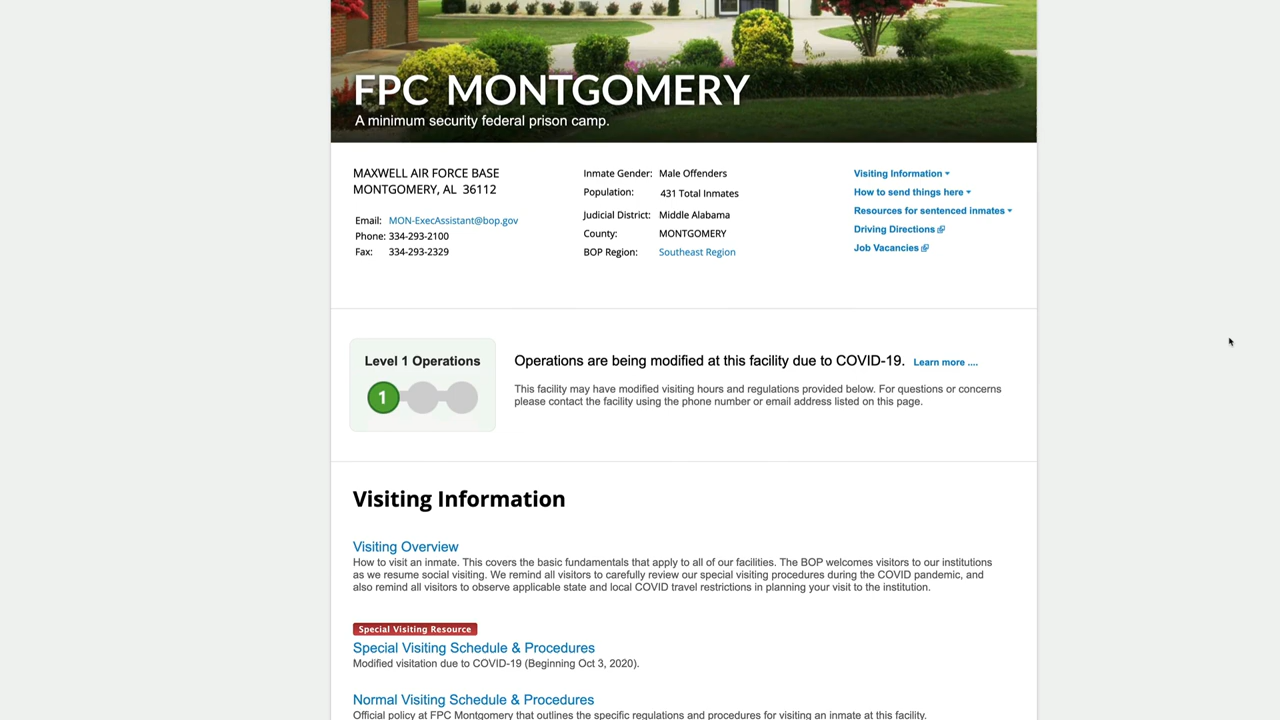 FPC MONTGOMERY
A minimum security federal prison camp.
MAXWELL AIR FORCE BASE
MONTGOMERY, AL 36112
Email: MON-ExecAssistant@bop.gov
Phone: 334-293-2100
Fax: 334-293-2329
Inmate Gender: Male Offenders
Population: 431 Total Inmates
Judicial District: Middle Alabama
County: MONTGOMERY
BOP Region: Southeast Region
Visiting Information
How to send things here
Resources for sentenced inmates
Driving Directions
Job Vacancies
Level 1 Operations
1
Operations are being modified at this facility due to COVID-19. Learn more ....
This facility may have modified visiting hours and regulations provided below. For questions or concerns
please contact the facility using the phone number or email address listed on this page.
Visiting Information
Visiting Overview
How to visit an inmate. This covers the basic fundamentals that apply to all of our facilities. The BOP welcomes visitors to our institutions
as we resume social visiting. We remind all visitors to carefully review our special visiting procedures during the COVID pandemic, and
also remind all visitors to observe applicable state and local COVID travel restrictions in planning your visit to the institution.
Special Visiting Resource
Special Visiting Schedule & Procedures
Modified visitation due to COVID-19 (Beginning Oct 3, 2020).
Normal Visiting Schedule & Procedures
Official policy at FPC Montgomery that outlines the specific regulations and procedures for visiting an inmate at this facility.